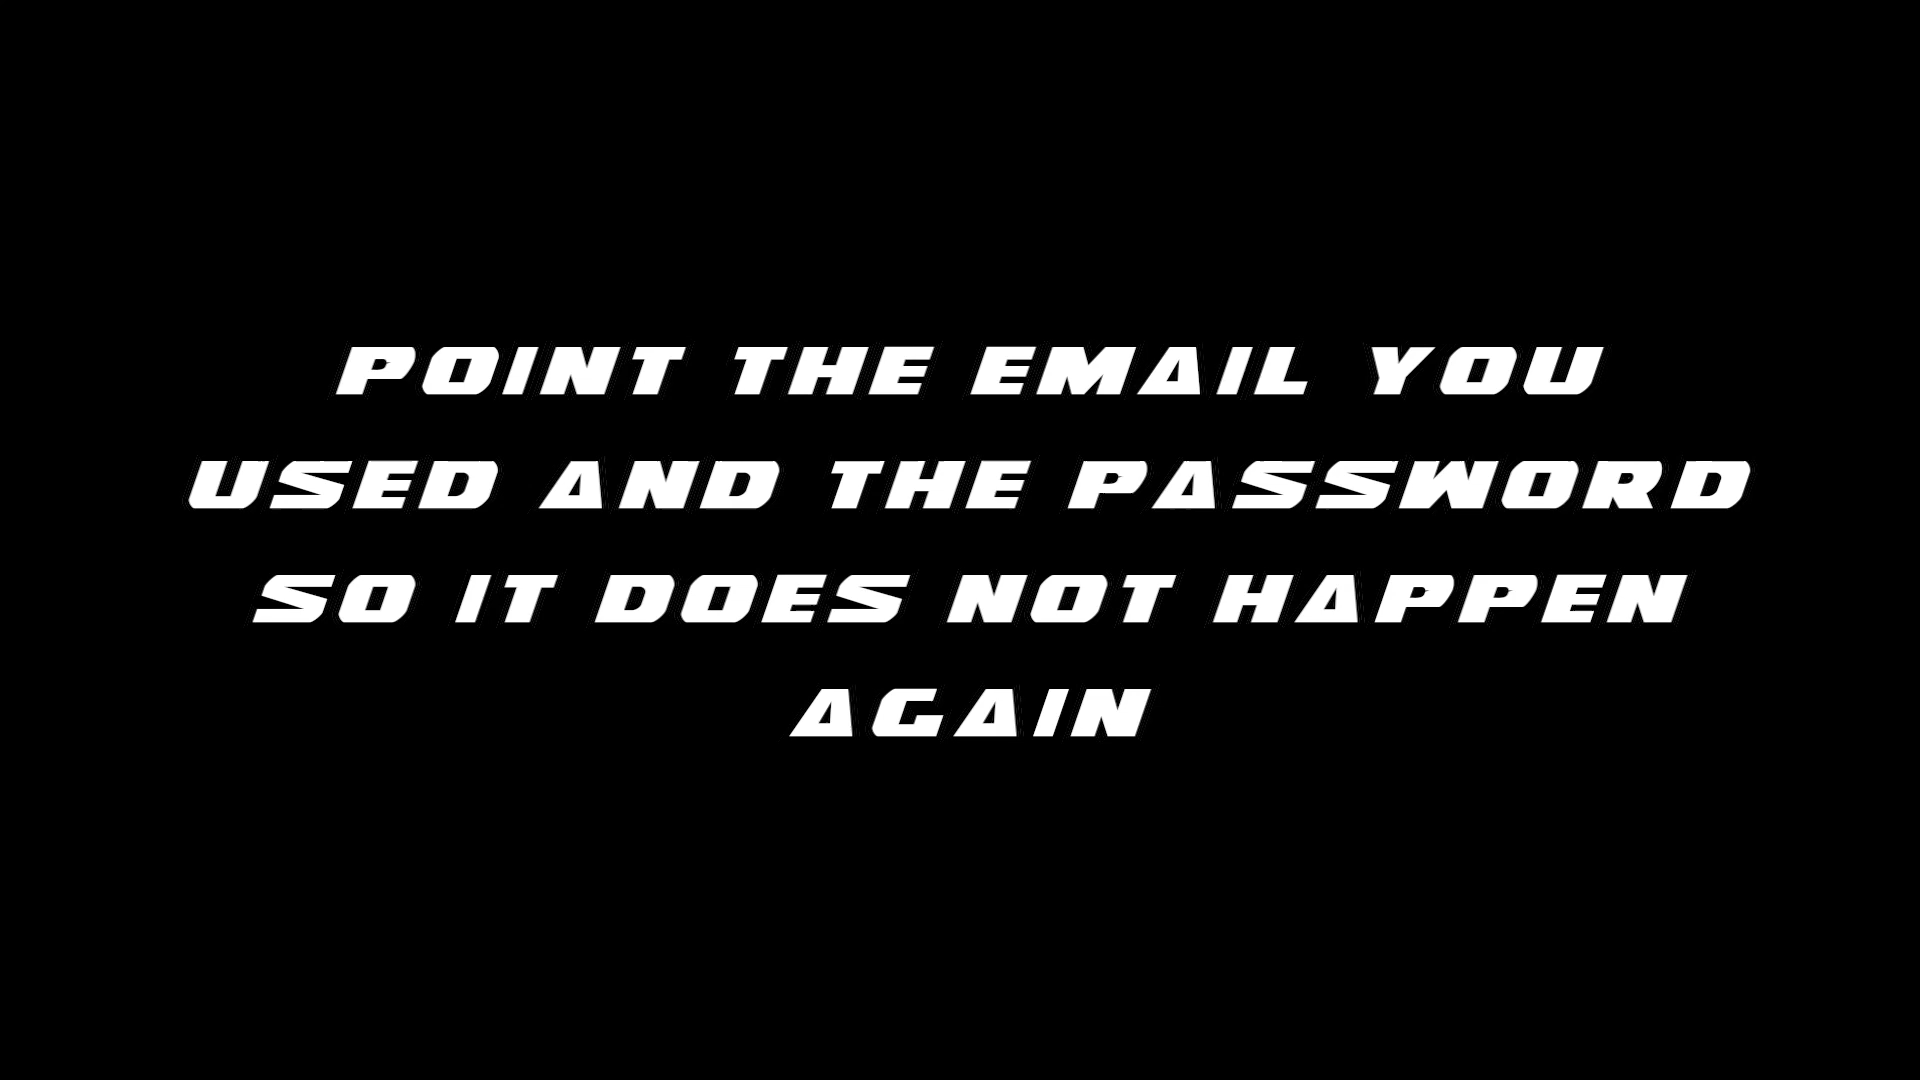 POINT THE EMAIL YOU
USED AND THE PASSWORD
SO IT DOES NOT HAPPEN
AGAIN